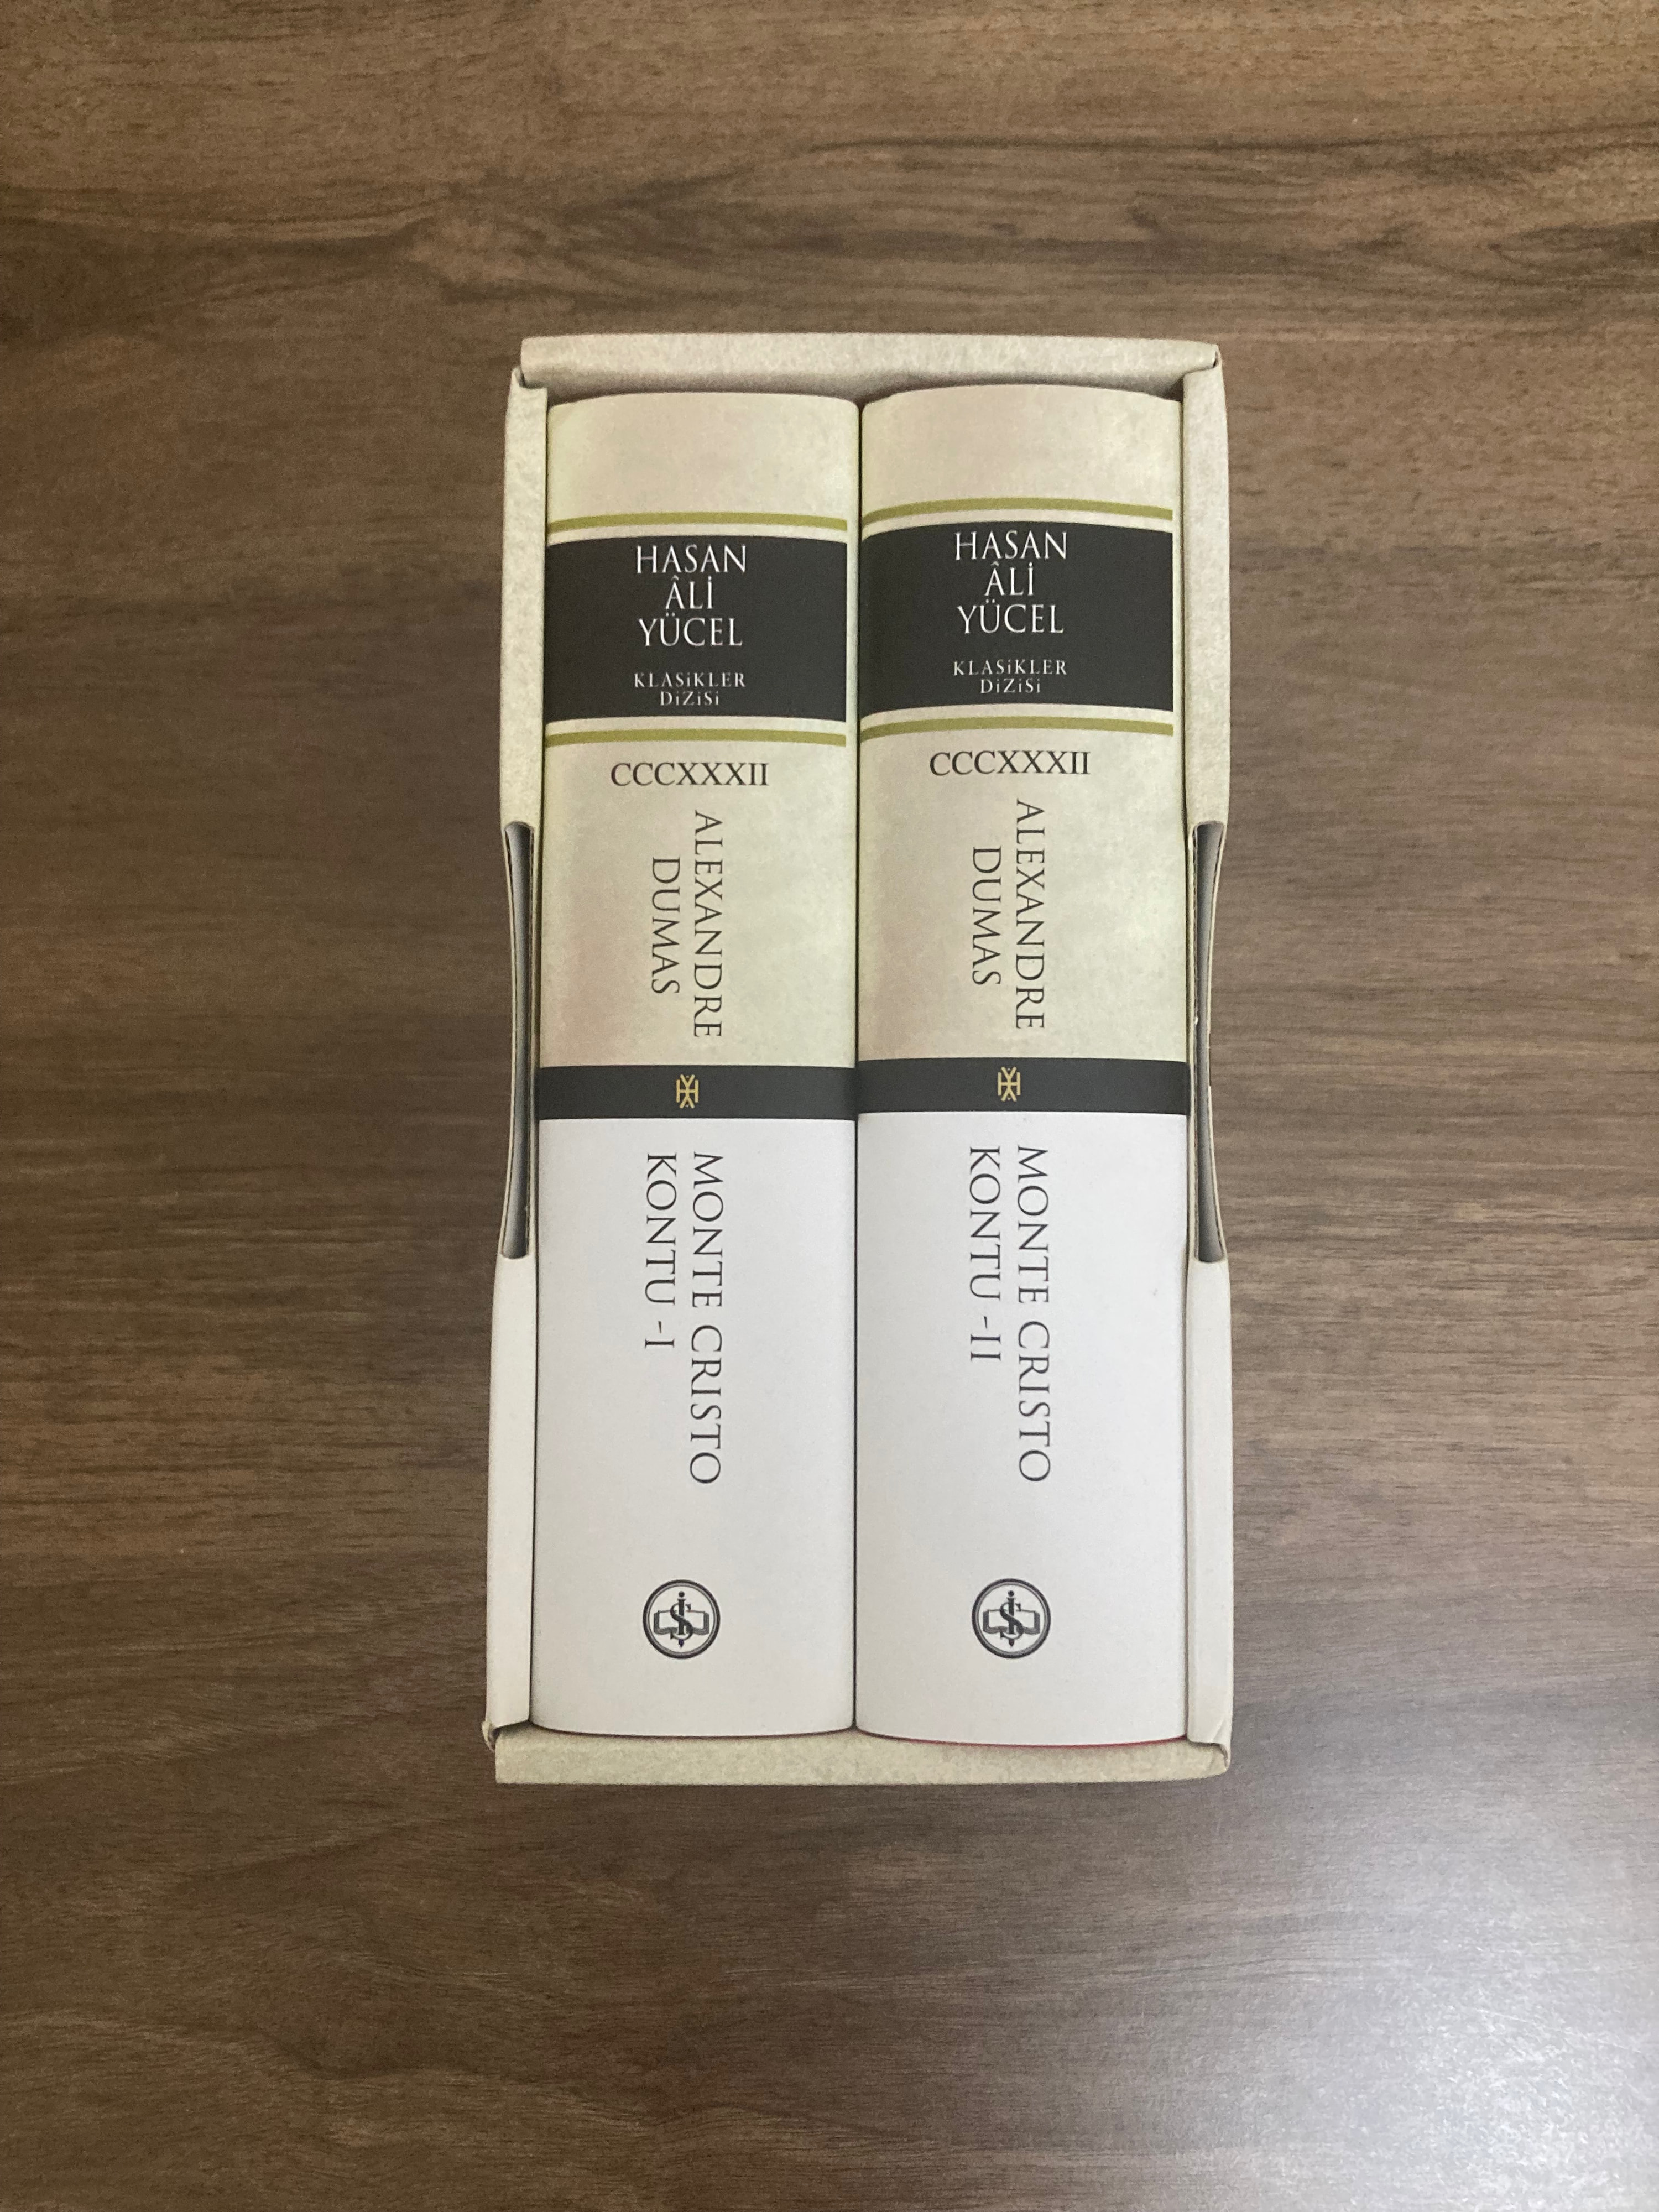 HASAN
ÂLİ
YÜCEL
KLASİKLER
DİZİSİ
CCCXXXII
ALEXANDRE
DUMAS
MONTE CRISTO
KONTU -I
HASAN
ÂLİ
YÜCEL
KLASİKLER
DİZİSİ
CCCXXXII
ALEXANDRE
DUMAS
MONTE CRISTO
KONTU -II